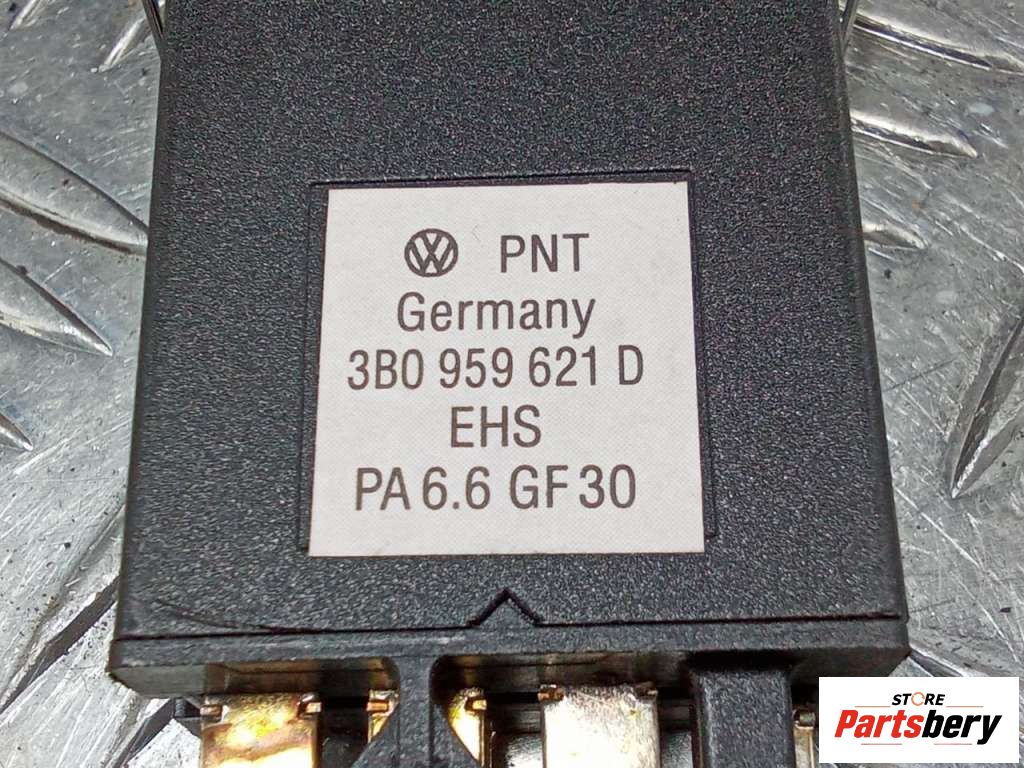 PNT
Germany
3B0 959 621 D
EHS
PA 6.6 GF 30
STORE
Partsbery